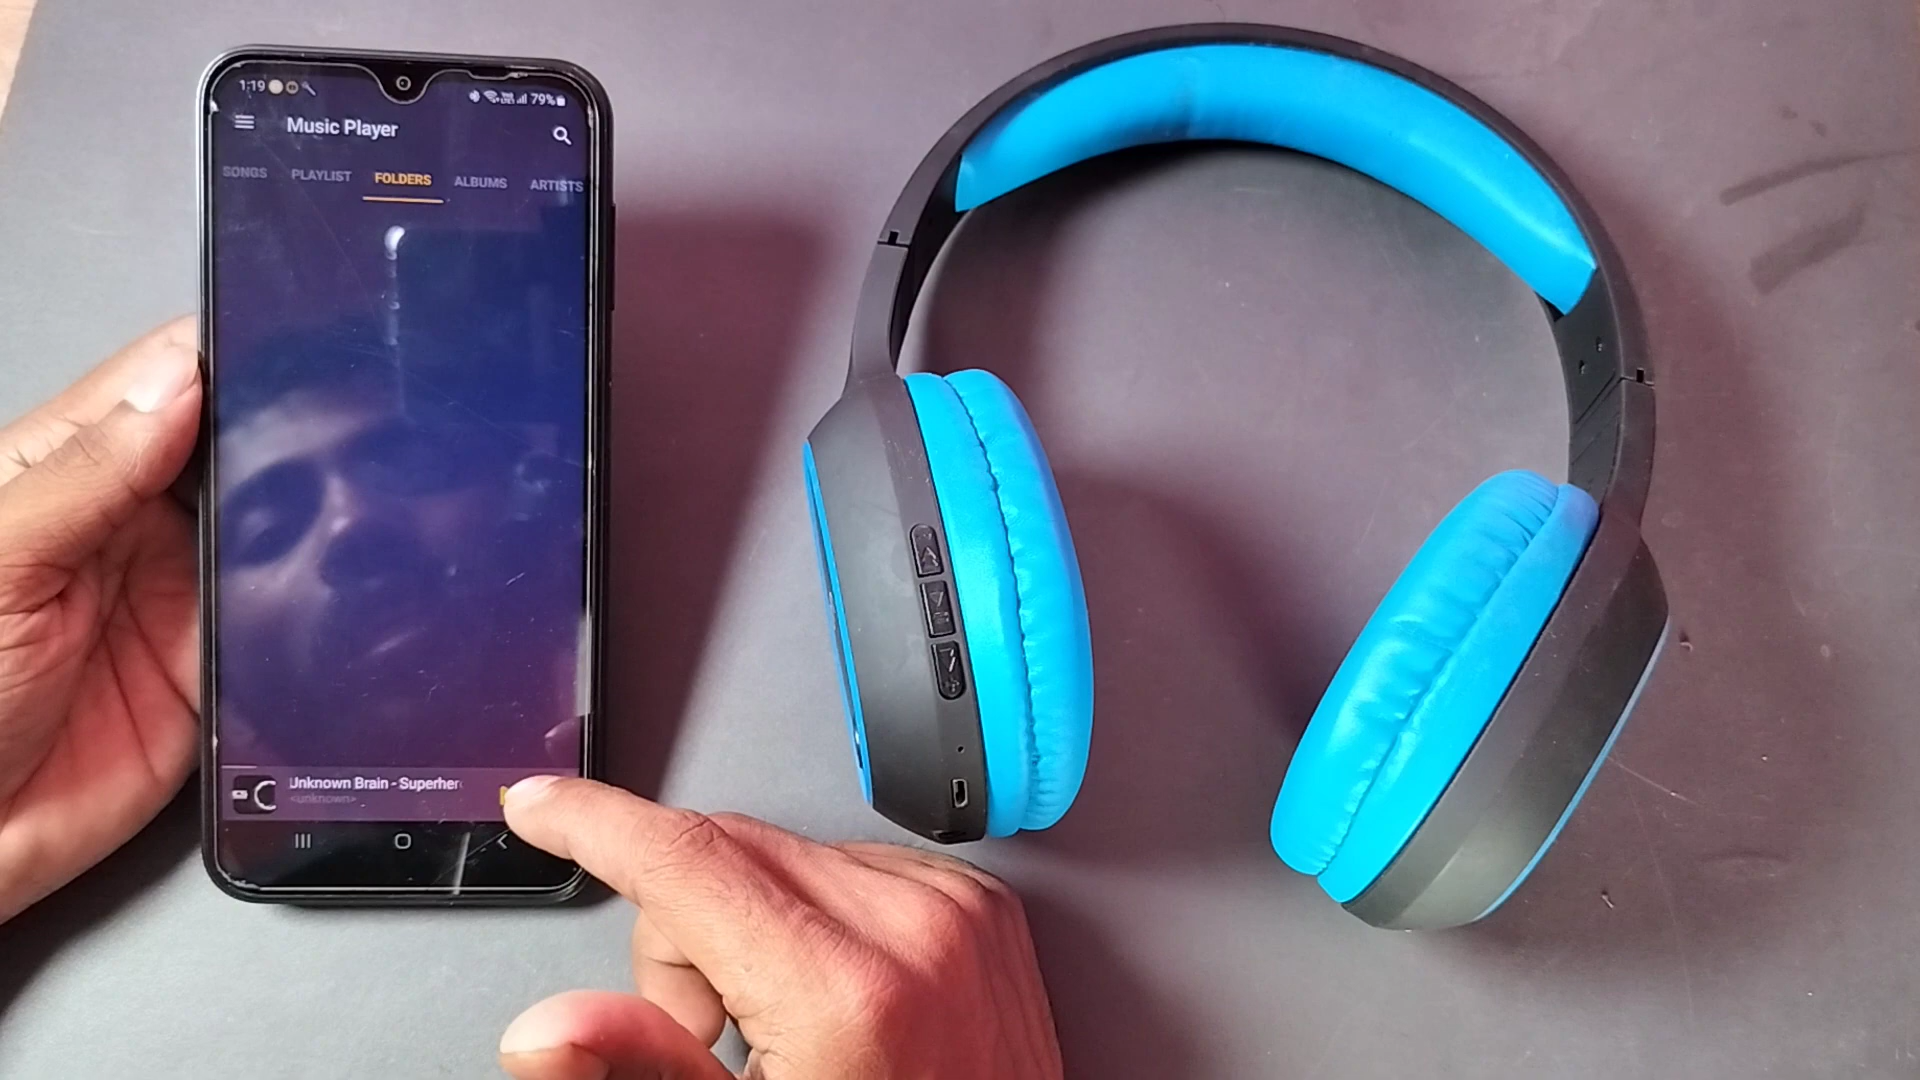 1:19
79%
Music Player
SONGS PLAYLIST FOLDERS ALBUMS ARTISTS
Unknown Brain - Superher
<unknown>